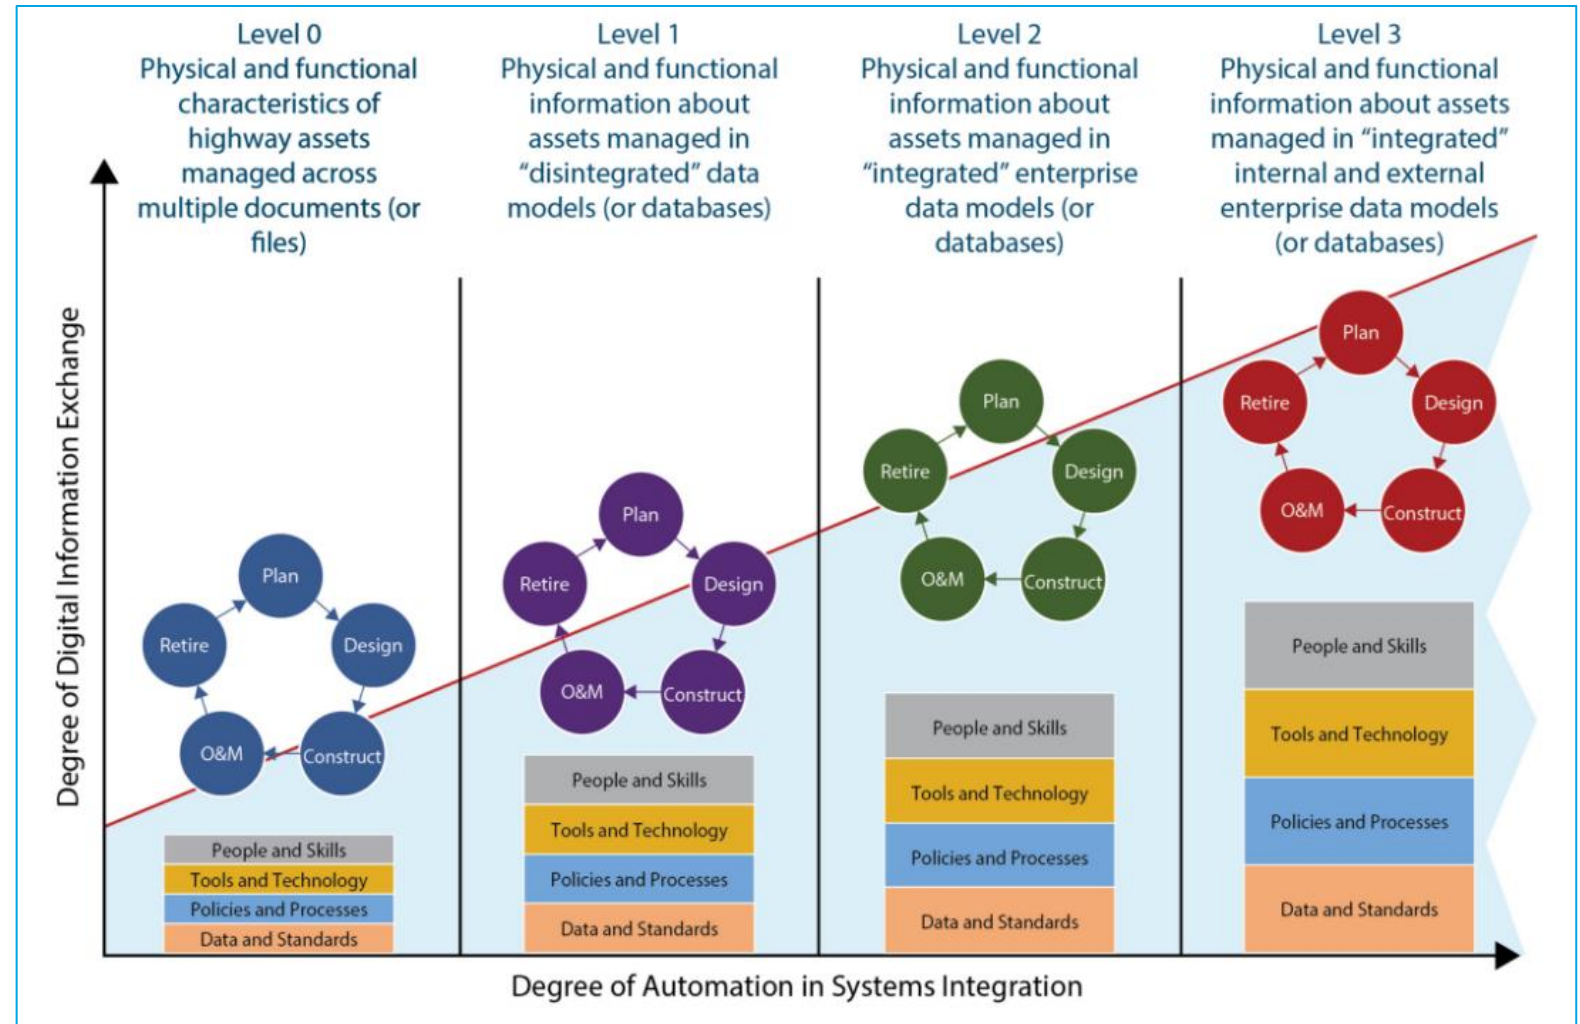 Level 0
Physical and functional
characteristics of
highway assets
managed across
multiple documents (or
files)
Level 1
Physical and functional
information about
assets managed in
“disintegrated” data
models (or databases)
Level 2
Physical and functional
information about
assets managed in
“integrated” enterprise
data models (or
databases)
Level 3
Physical and functional
information about assets
managed in “integrated”
internal and external
enterprise data models
(or databases)
Degree of Digital Information Exchange
Plan
Design
Construct
O&M
Retire
People and Skills
Tools and Technology
Policies and Processes
Data and Standards
Plan
Design
Construct
O&M
Retire
People and Skills
Tools and Technology
Policies and Processes
Data and Standards
Plan
Design
Construct
O&M
Retire
People and Skills
Tools and Technology
Policies and Processes
Data and Standards
Plan
Design
Construct
O&M
Retire
People and Skills
Tools and Technology
Policies and Processes
Data and Standards
Degree of Automation in Systems Integration